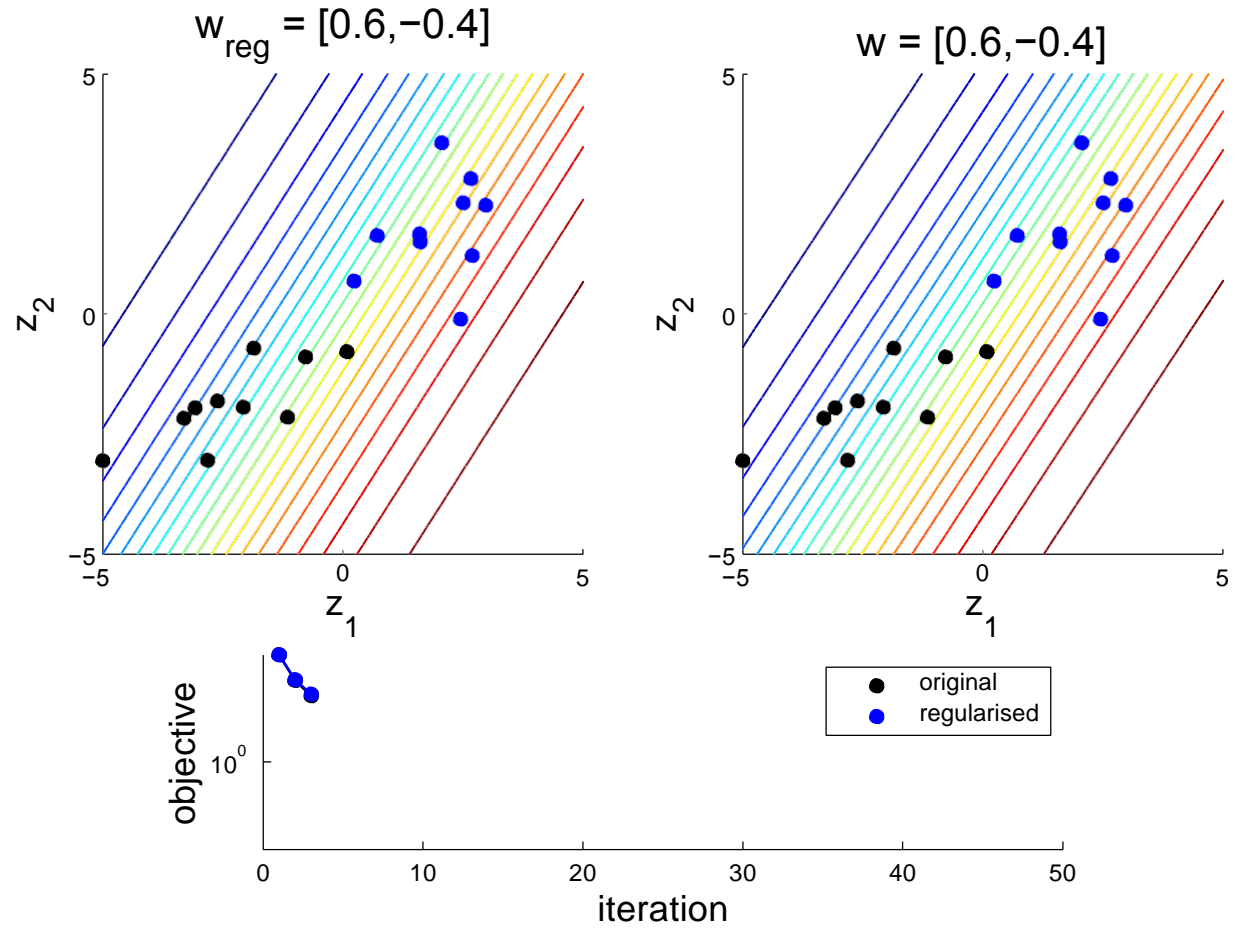 w_reg = [0.6,−0.4]
w = [0.6,−0.4]
5
0
−5
z_2
−5
0
5
z_1
5
0
−5
z_2
−5
0
5
z_1
objective
10^0
0
10
20
30
40
50
iteration
original
regularised